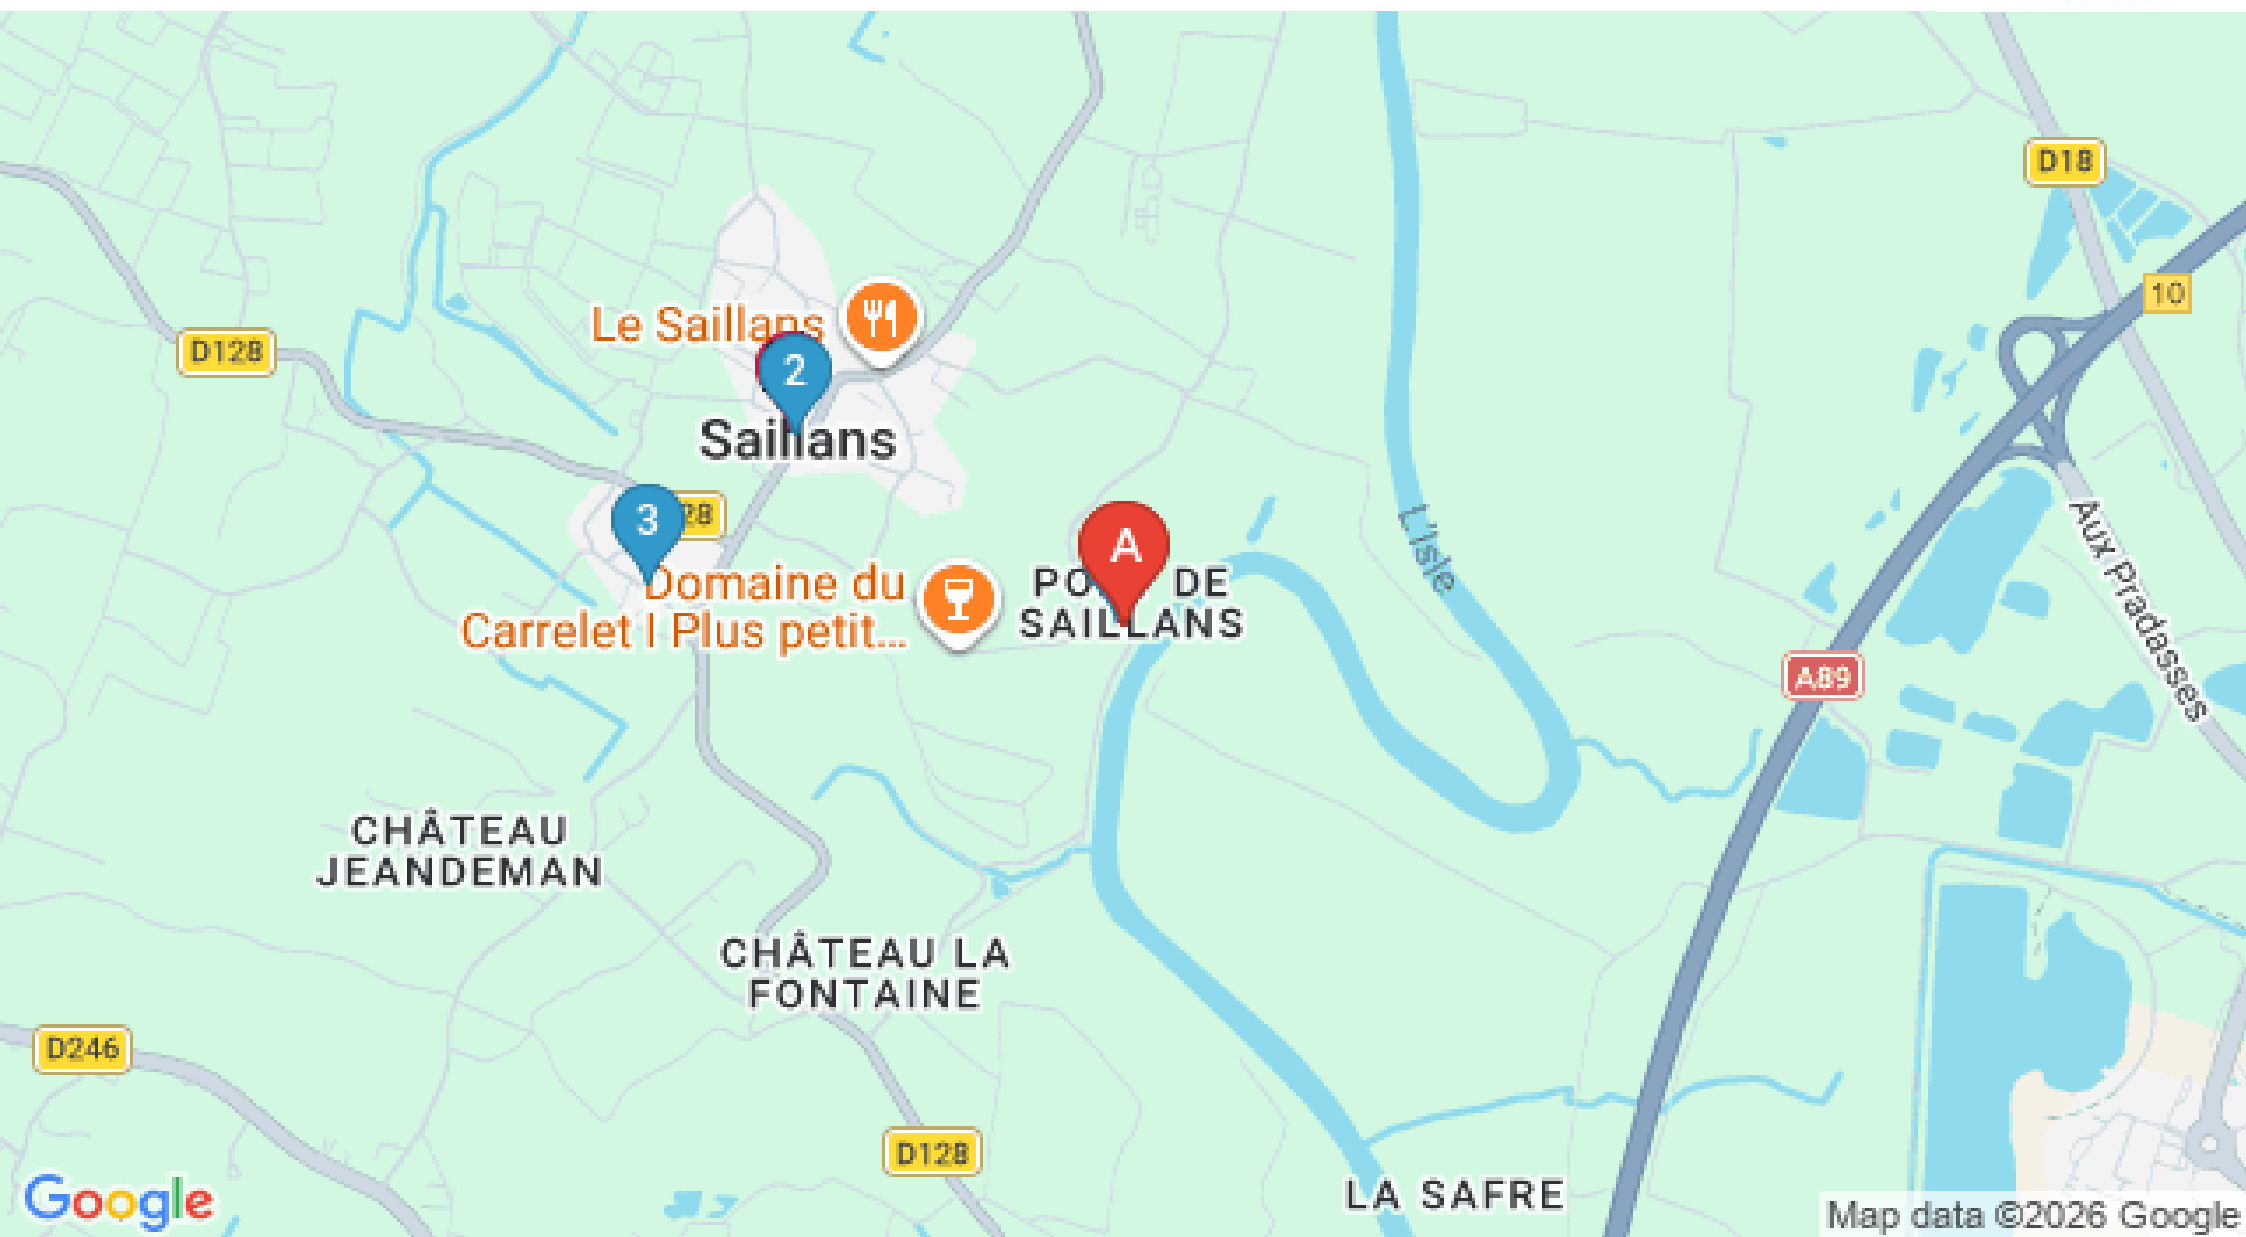 D18
10
Le Saillans
D128
2
Saillans
L'Isle
3
28
A
Aux Pradasses
Domaine du
Carrelet I Plus petit...
DE
SAILLANS
A89
CHÂTEAU
JEANDEMAN
CHÂTEAU LA
FONTAINE
D246
D128
LA SAFRE
Google
Map data ©2026 Google